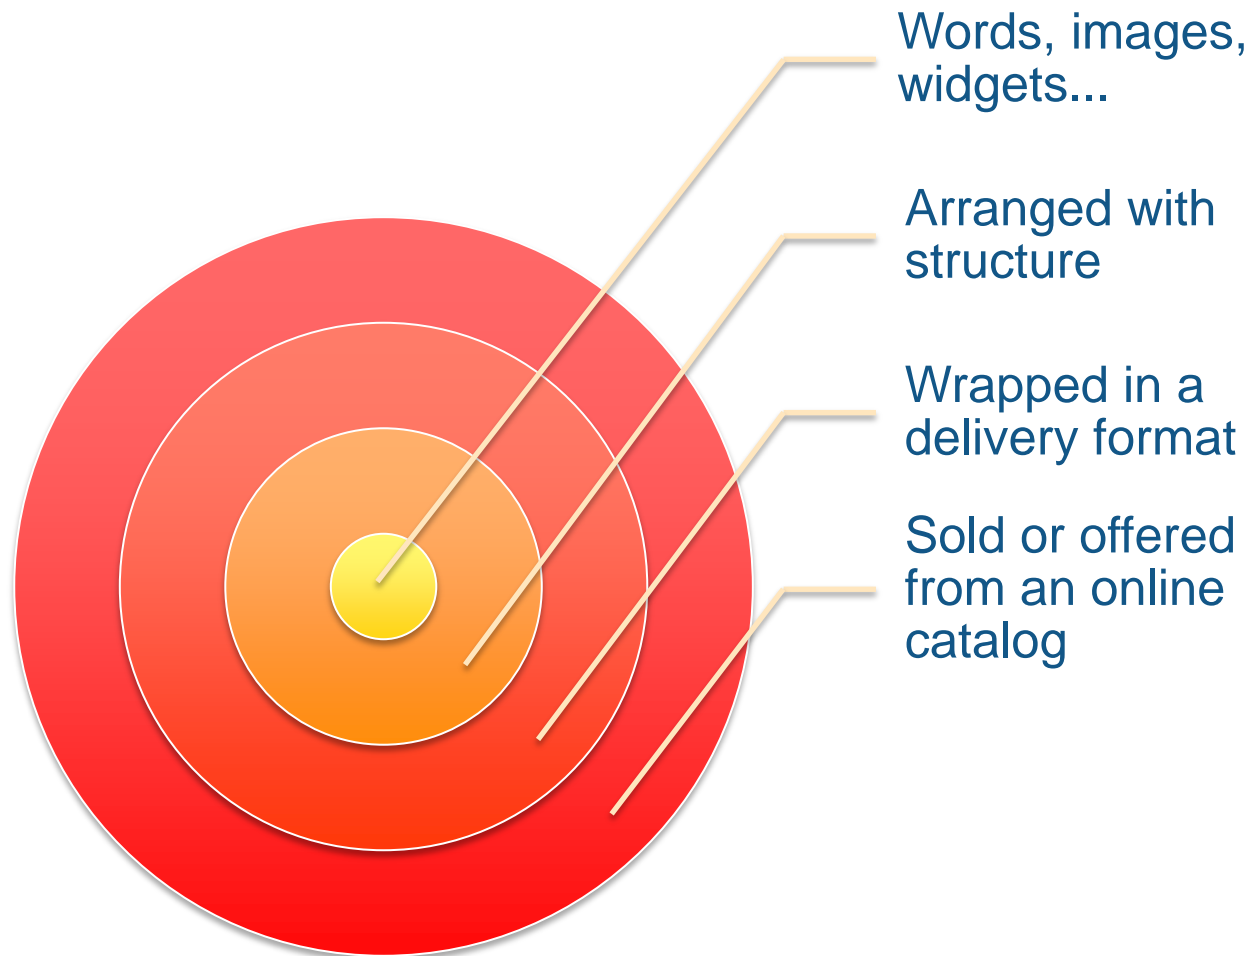 Words, images,
widgets...
Arranged with
structure
Wrapped in a
delivery format
Sold or offered
from an online
catalog